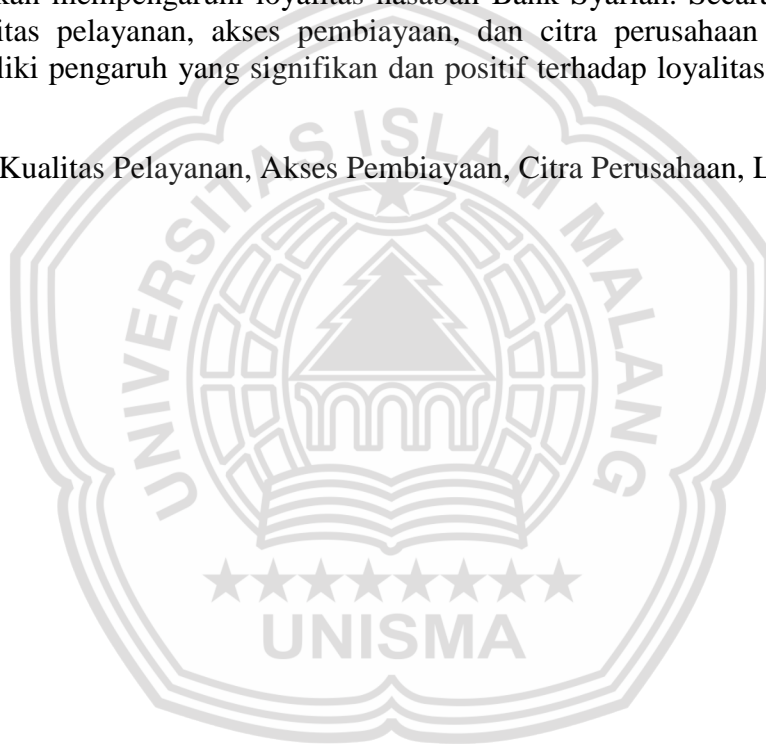 mempengaruhi loyalitas nasabah Bank Syariah. Secara
itas pelayanan, akses pembiayaan, dan citra perusahaan
liki pengaruh yang signifikan dan positif terhadap loyalitas
Kualitas Pelayanan, Akses Pembiayaan, Citra Perusahaan, L
UNIVERSITAS ISLAM MALANG
UNISMA